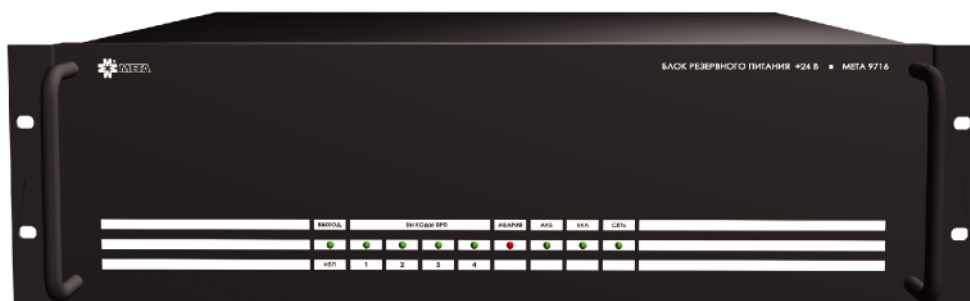 МЕТА
БЛОК РЕЗЕРВНОГО ПИТАНИЯ +24 В ▪ МЕТА 9716
ВЫХОД ВЫХОДЫ БРП АВАРИЯ АКБ ВКЛ СЕТЬ
1 2 3 4